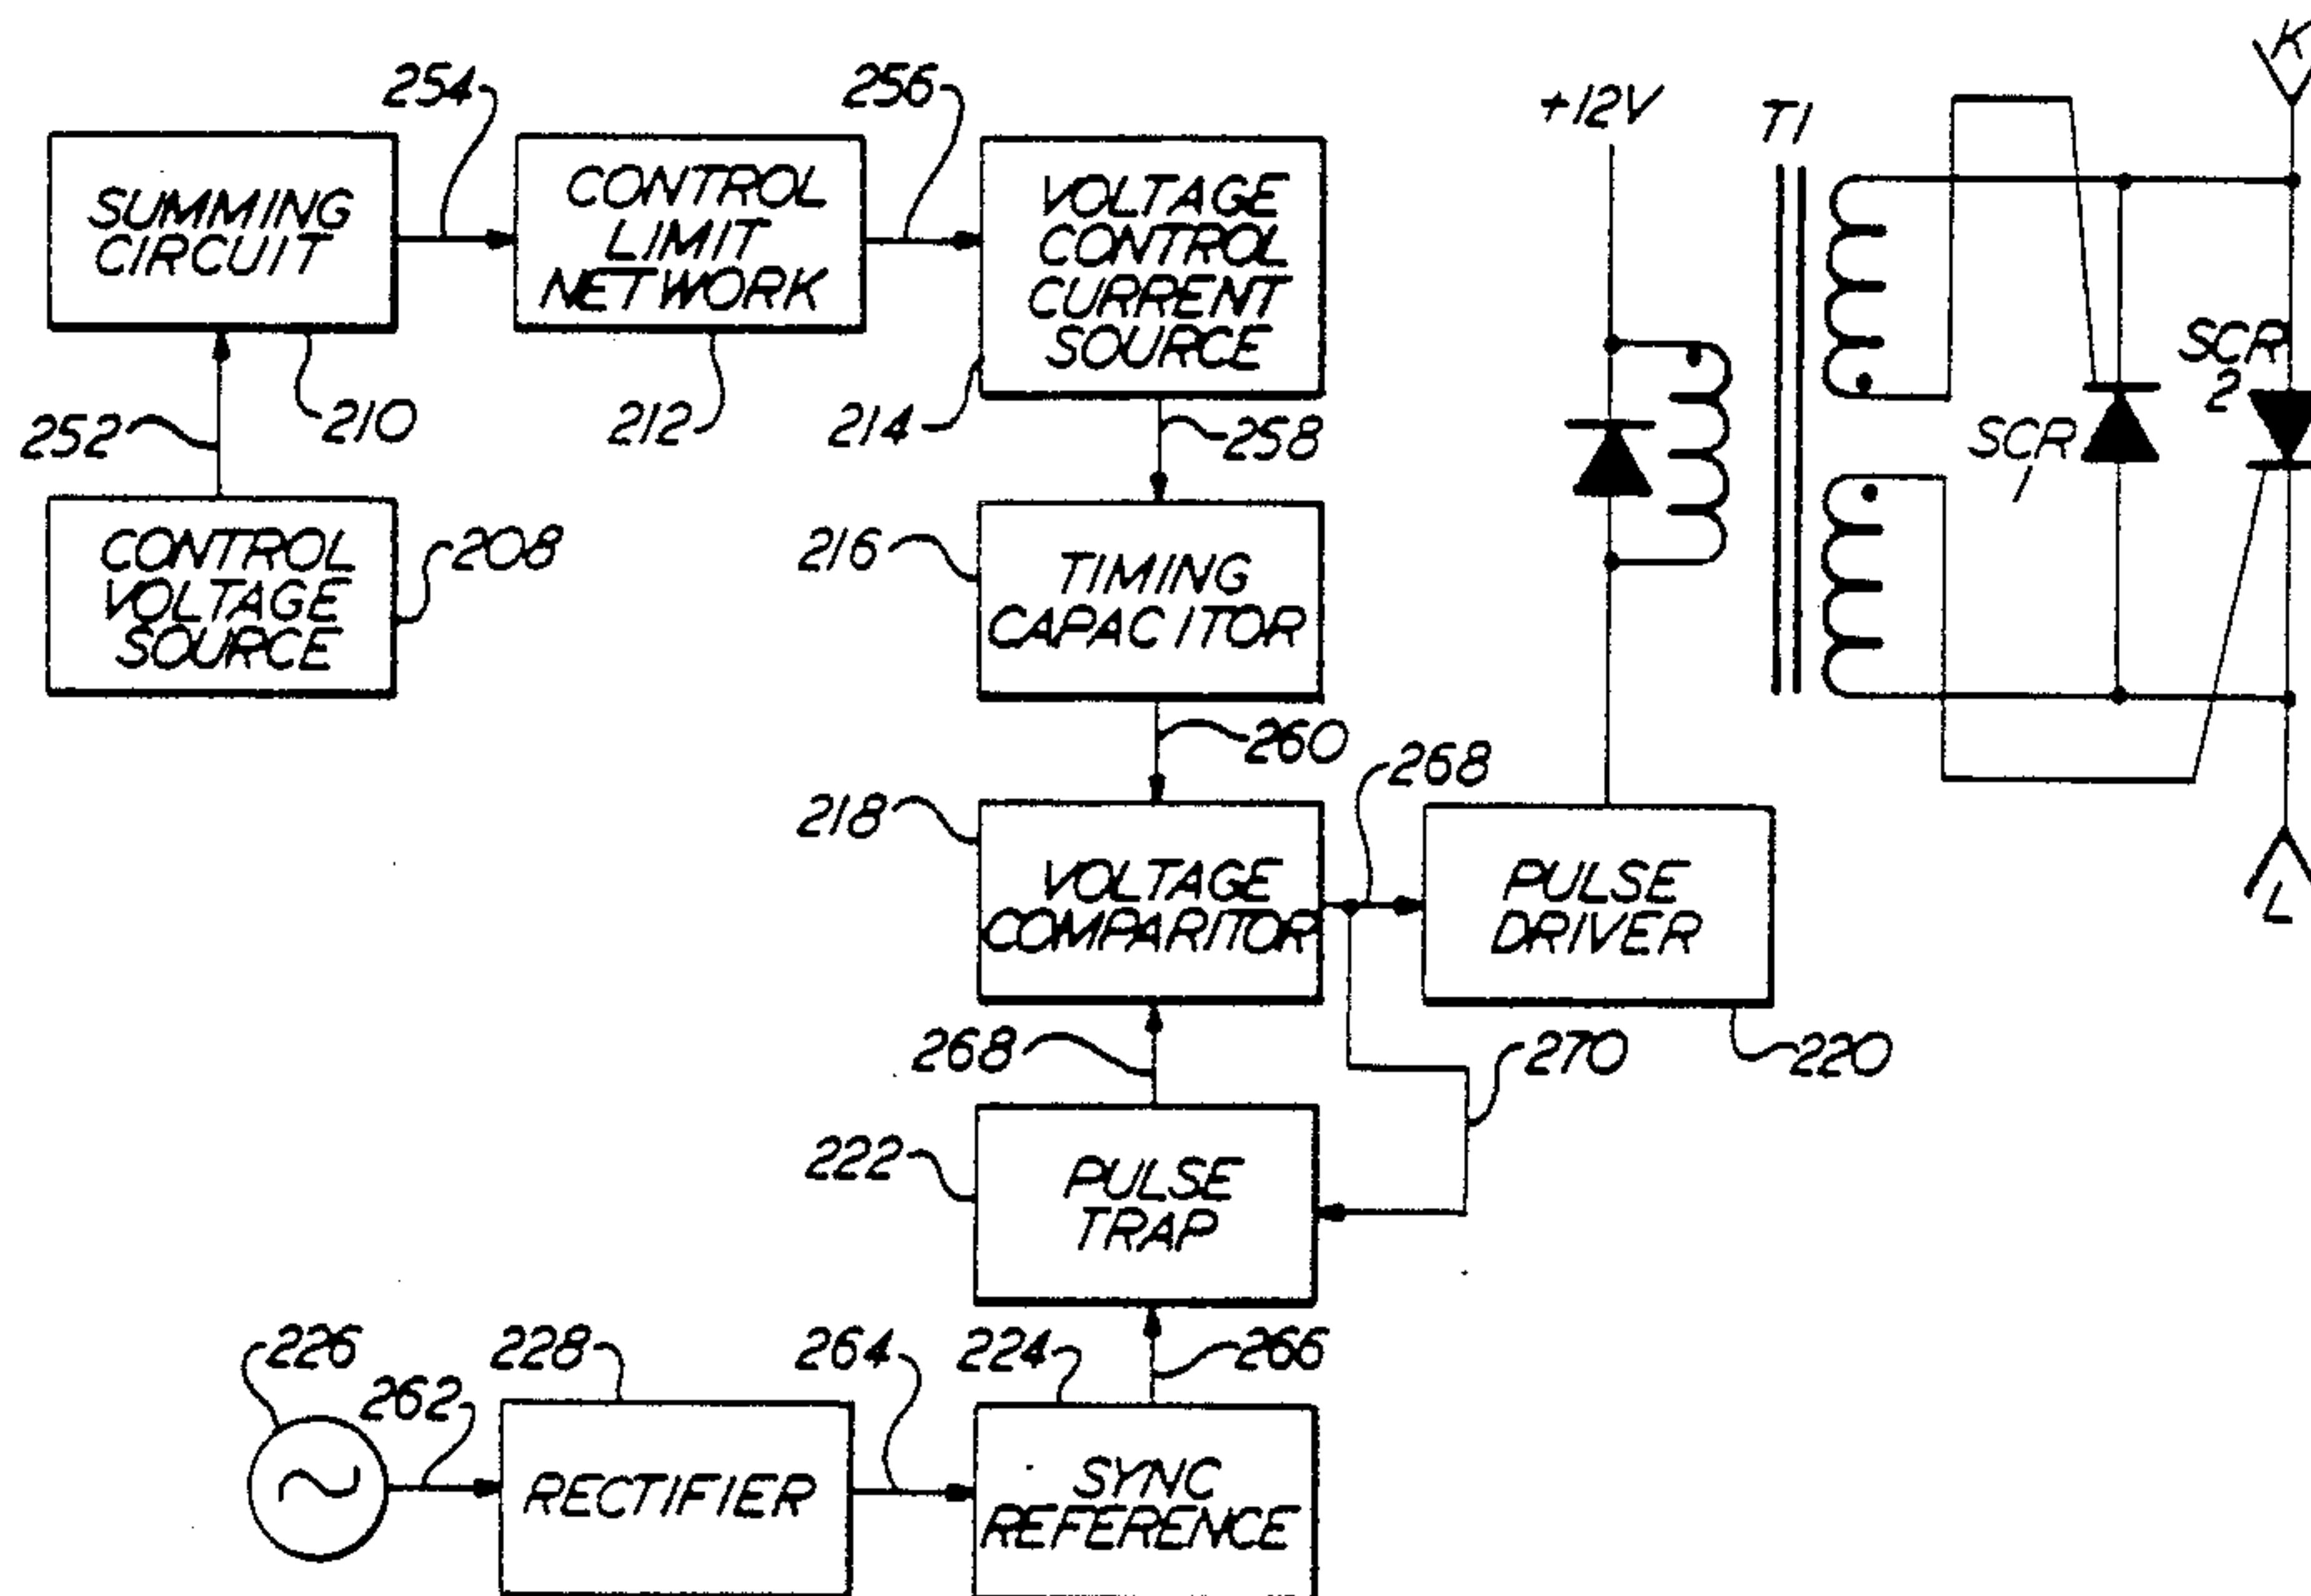 K
254
256
+12V
T1
SUMMING
CIRCUIT
CONTROL
LIMIT
NETWORK
VOLTAGE
CONTROL
CURRENT
SOURCE
SCR
2
252
210
212
214
258
SCR
1
CONTROL
VOLTAGE
SOURCE
208
216
TIMING
CAPACITOR
260
268
218
VOLTAGE
COMPARITOR
PULSE
DRIVER
L
268
270
220
222
PULSE
TRAP
226
262
228
264
224
266
RECTIFIER
SYNC
REFERENCE